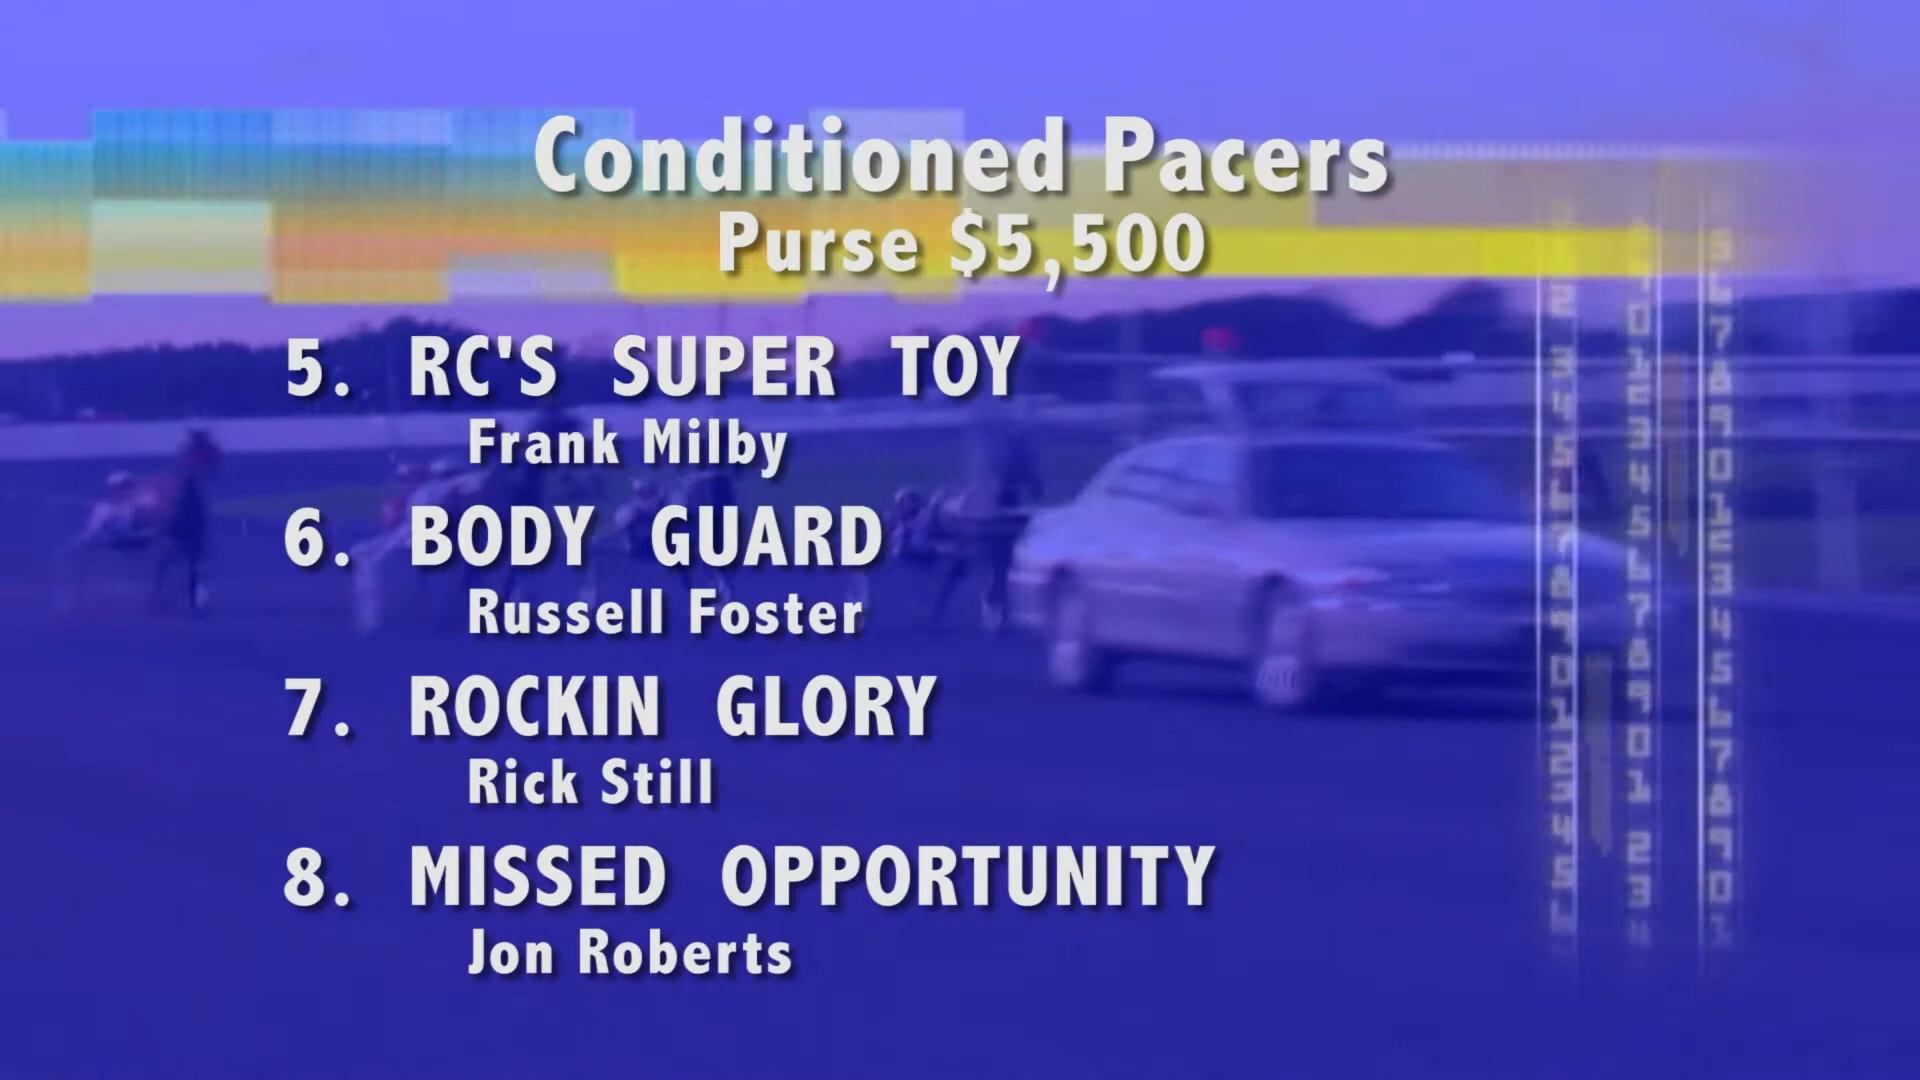 Conditioned Pacers
Purse $5,500
5. RC'S SUPER TOY
Frank Milby
6. BODY GUARD
Russell Foster
7. ROCKIN GLORY
Rick Still
8. MISSED OPPORTUNITY
Jon Roberts